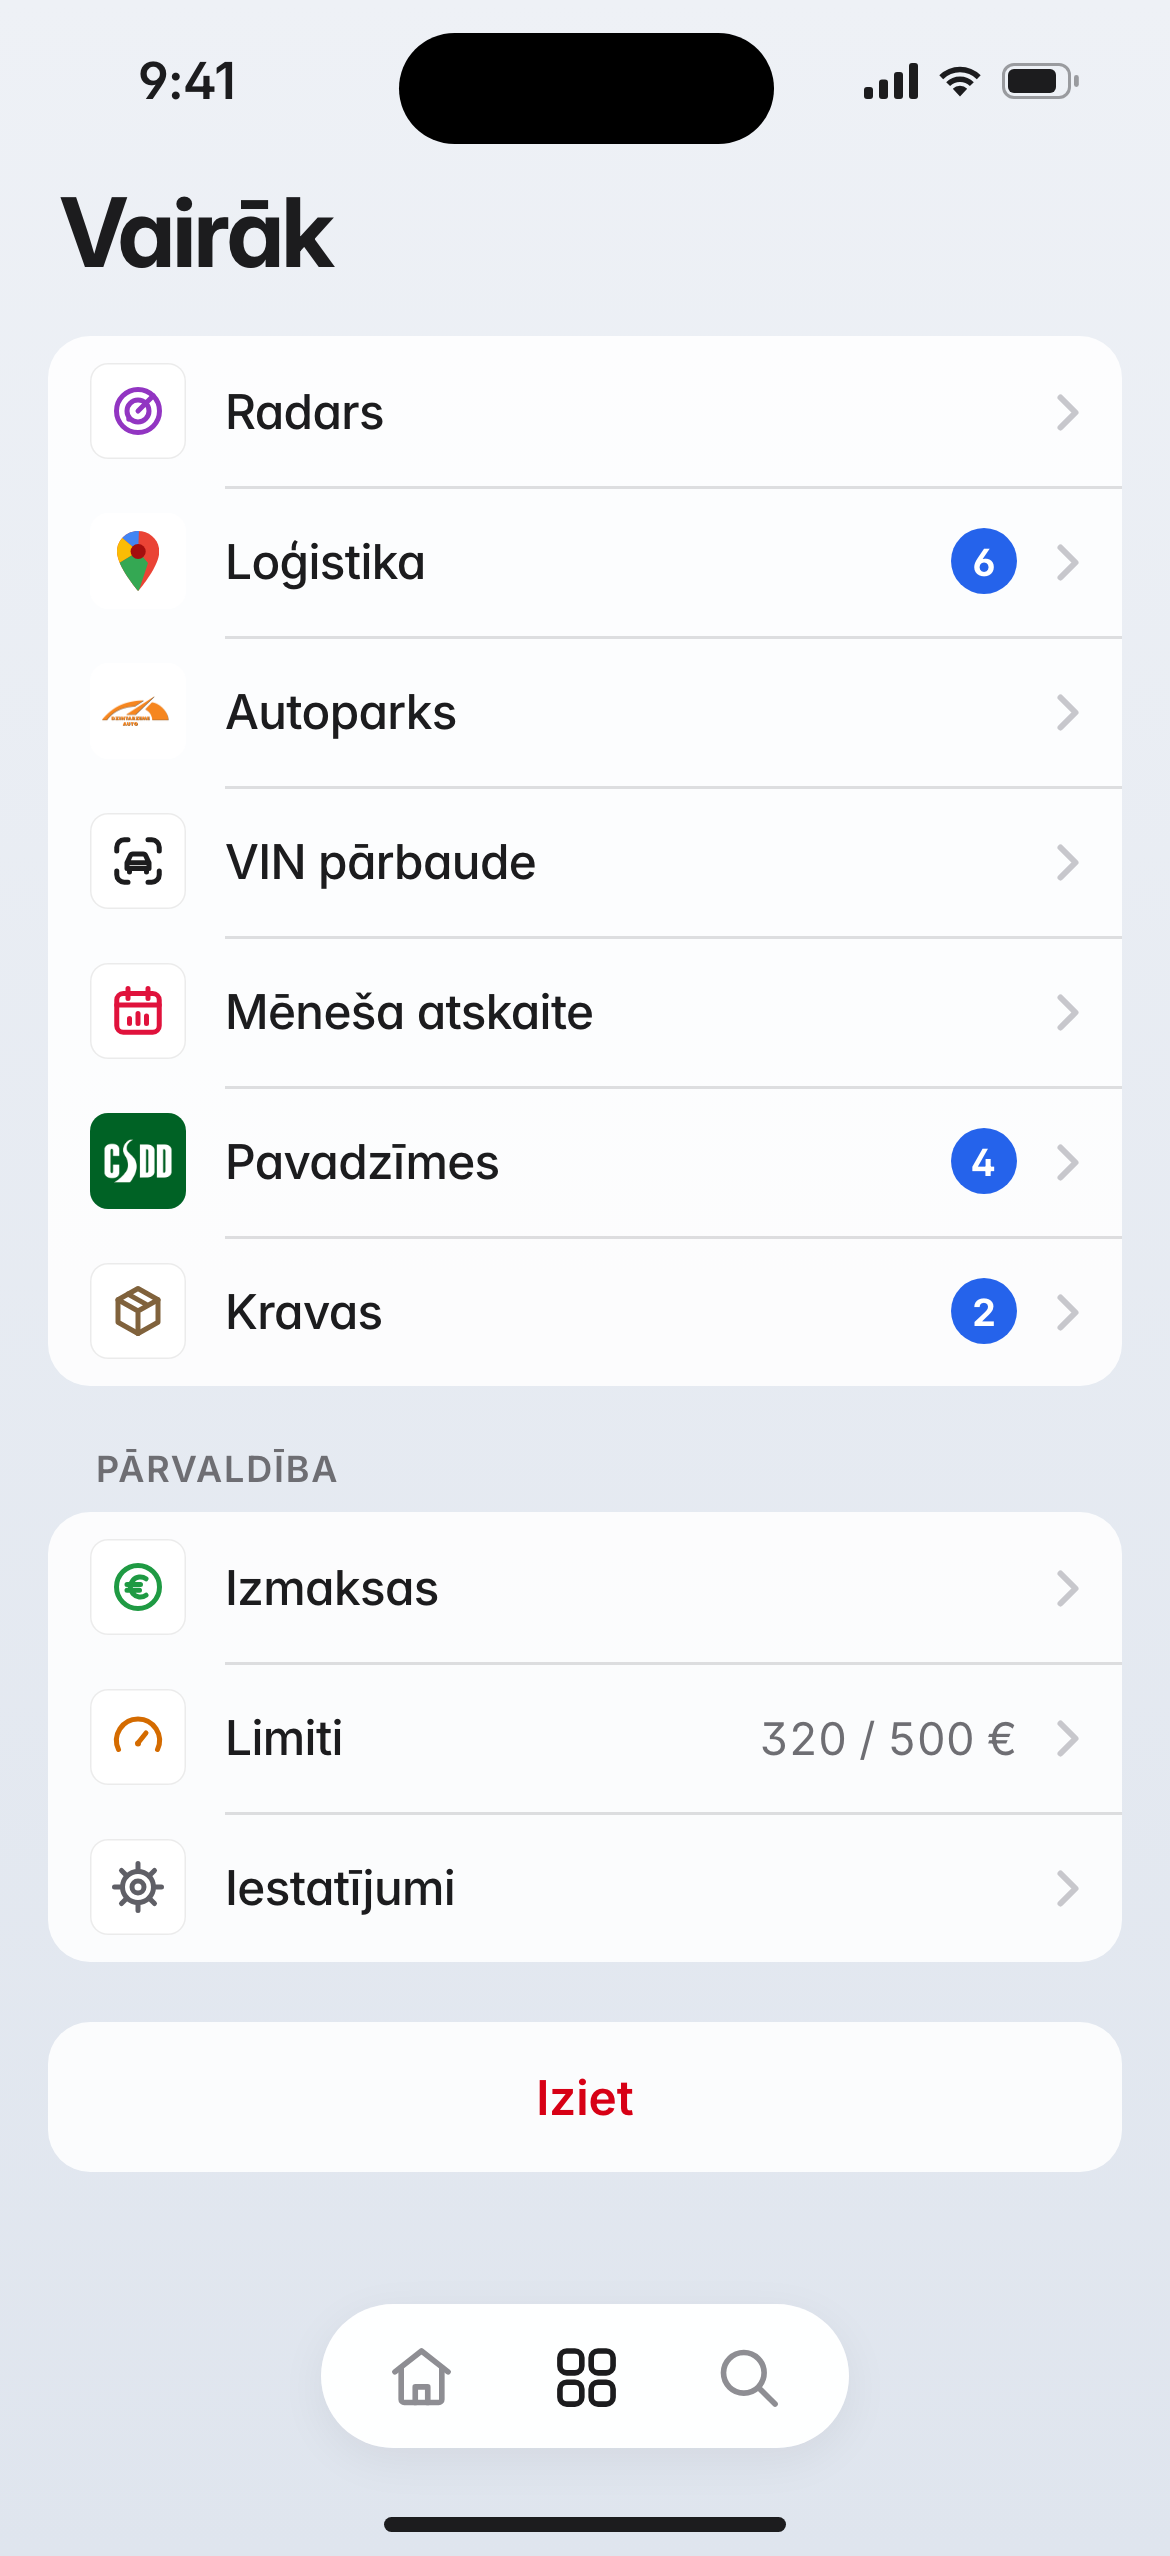 9:41
Vairāk
Radars
Loģistika 6
Autoparks
AUTO
VIN pārbaude
Mēneša atskaite
CSDD
Pavadzīmes 4
Kravas 2
PĀRVALDĪBA
Izmaksas
Limiti 320 / 500 €
Iestatījumi
Iziet